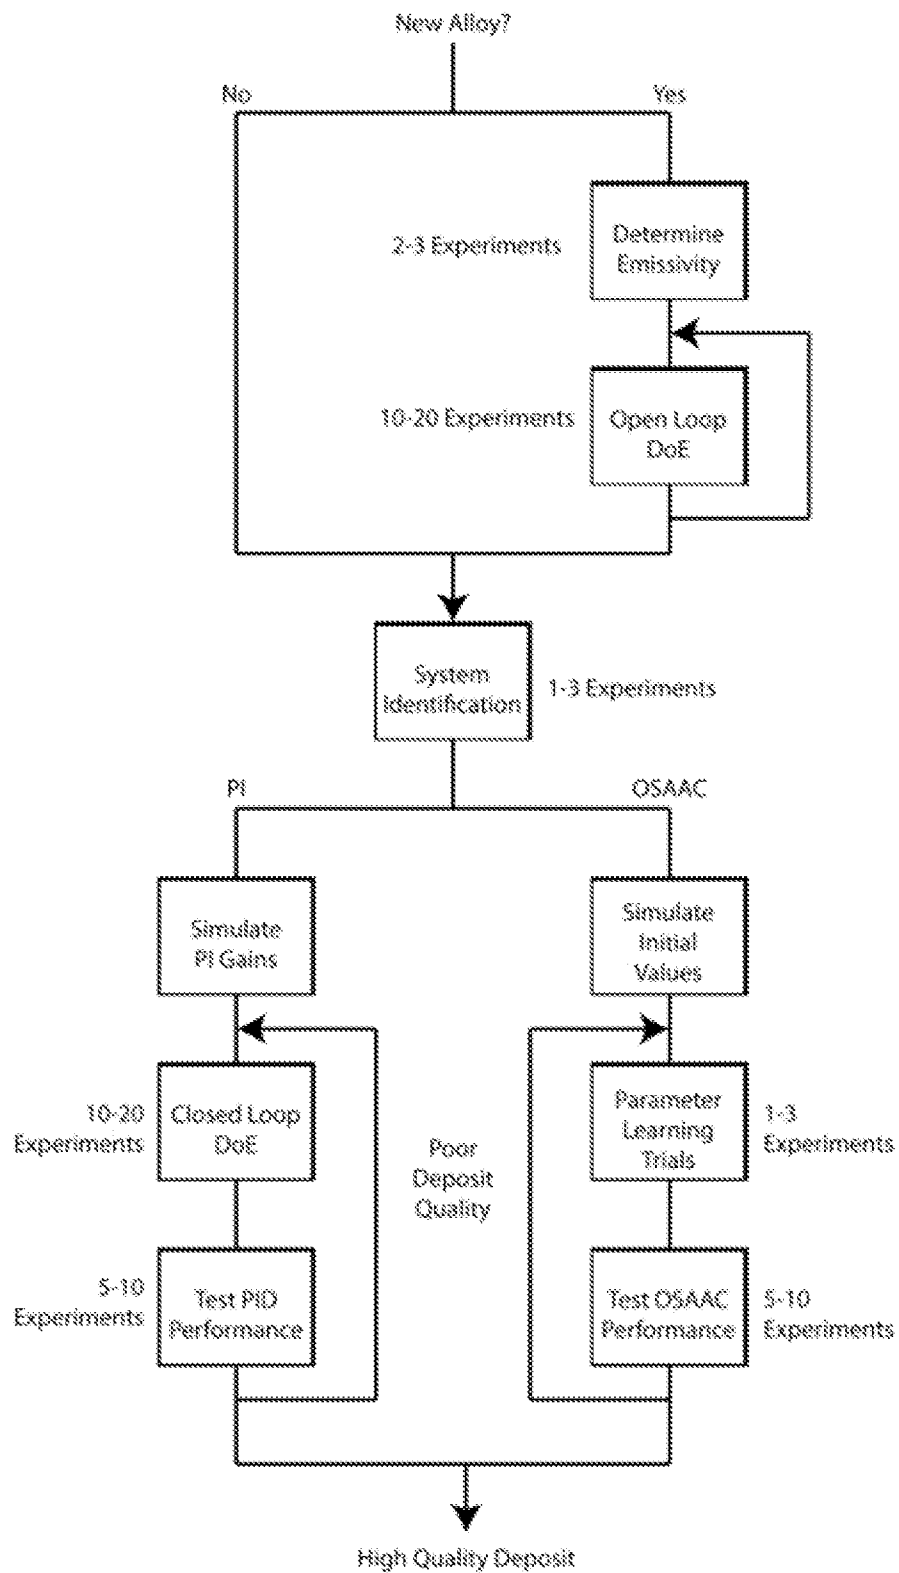 New Alloy?
No
Yes
2-3 Experiments
Determine
Emissivity
10-20 Experiments
Open Loop
DoE
System
Identification
1-3 Experiments
PI
OSAAC
Simulate
PI Gains
Simulate
Initial
Values
10-20
Experiments
Closed Loop
DoE
Poor
Deposit
Quality
Parameter
Learning
Trials
1-3
Experiments
5-10
Experiments
Test PID
Performance
Test OSAAC
Performance
5-10
Experiments
High Quality Deposit